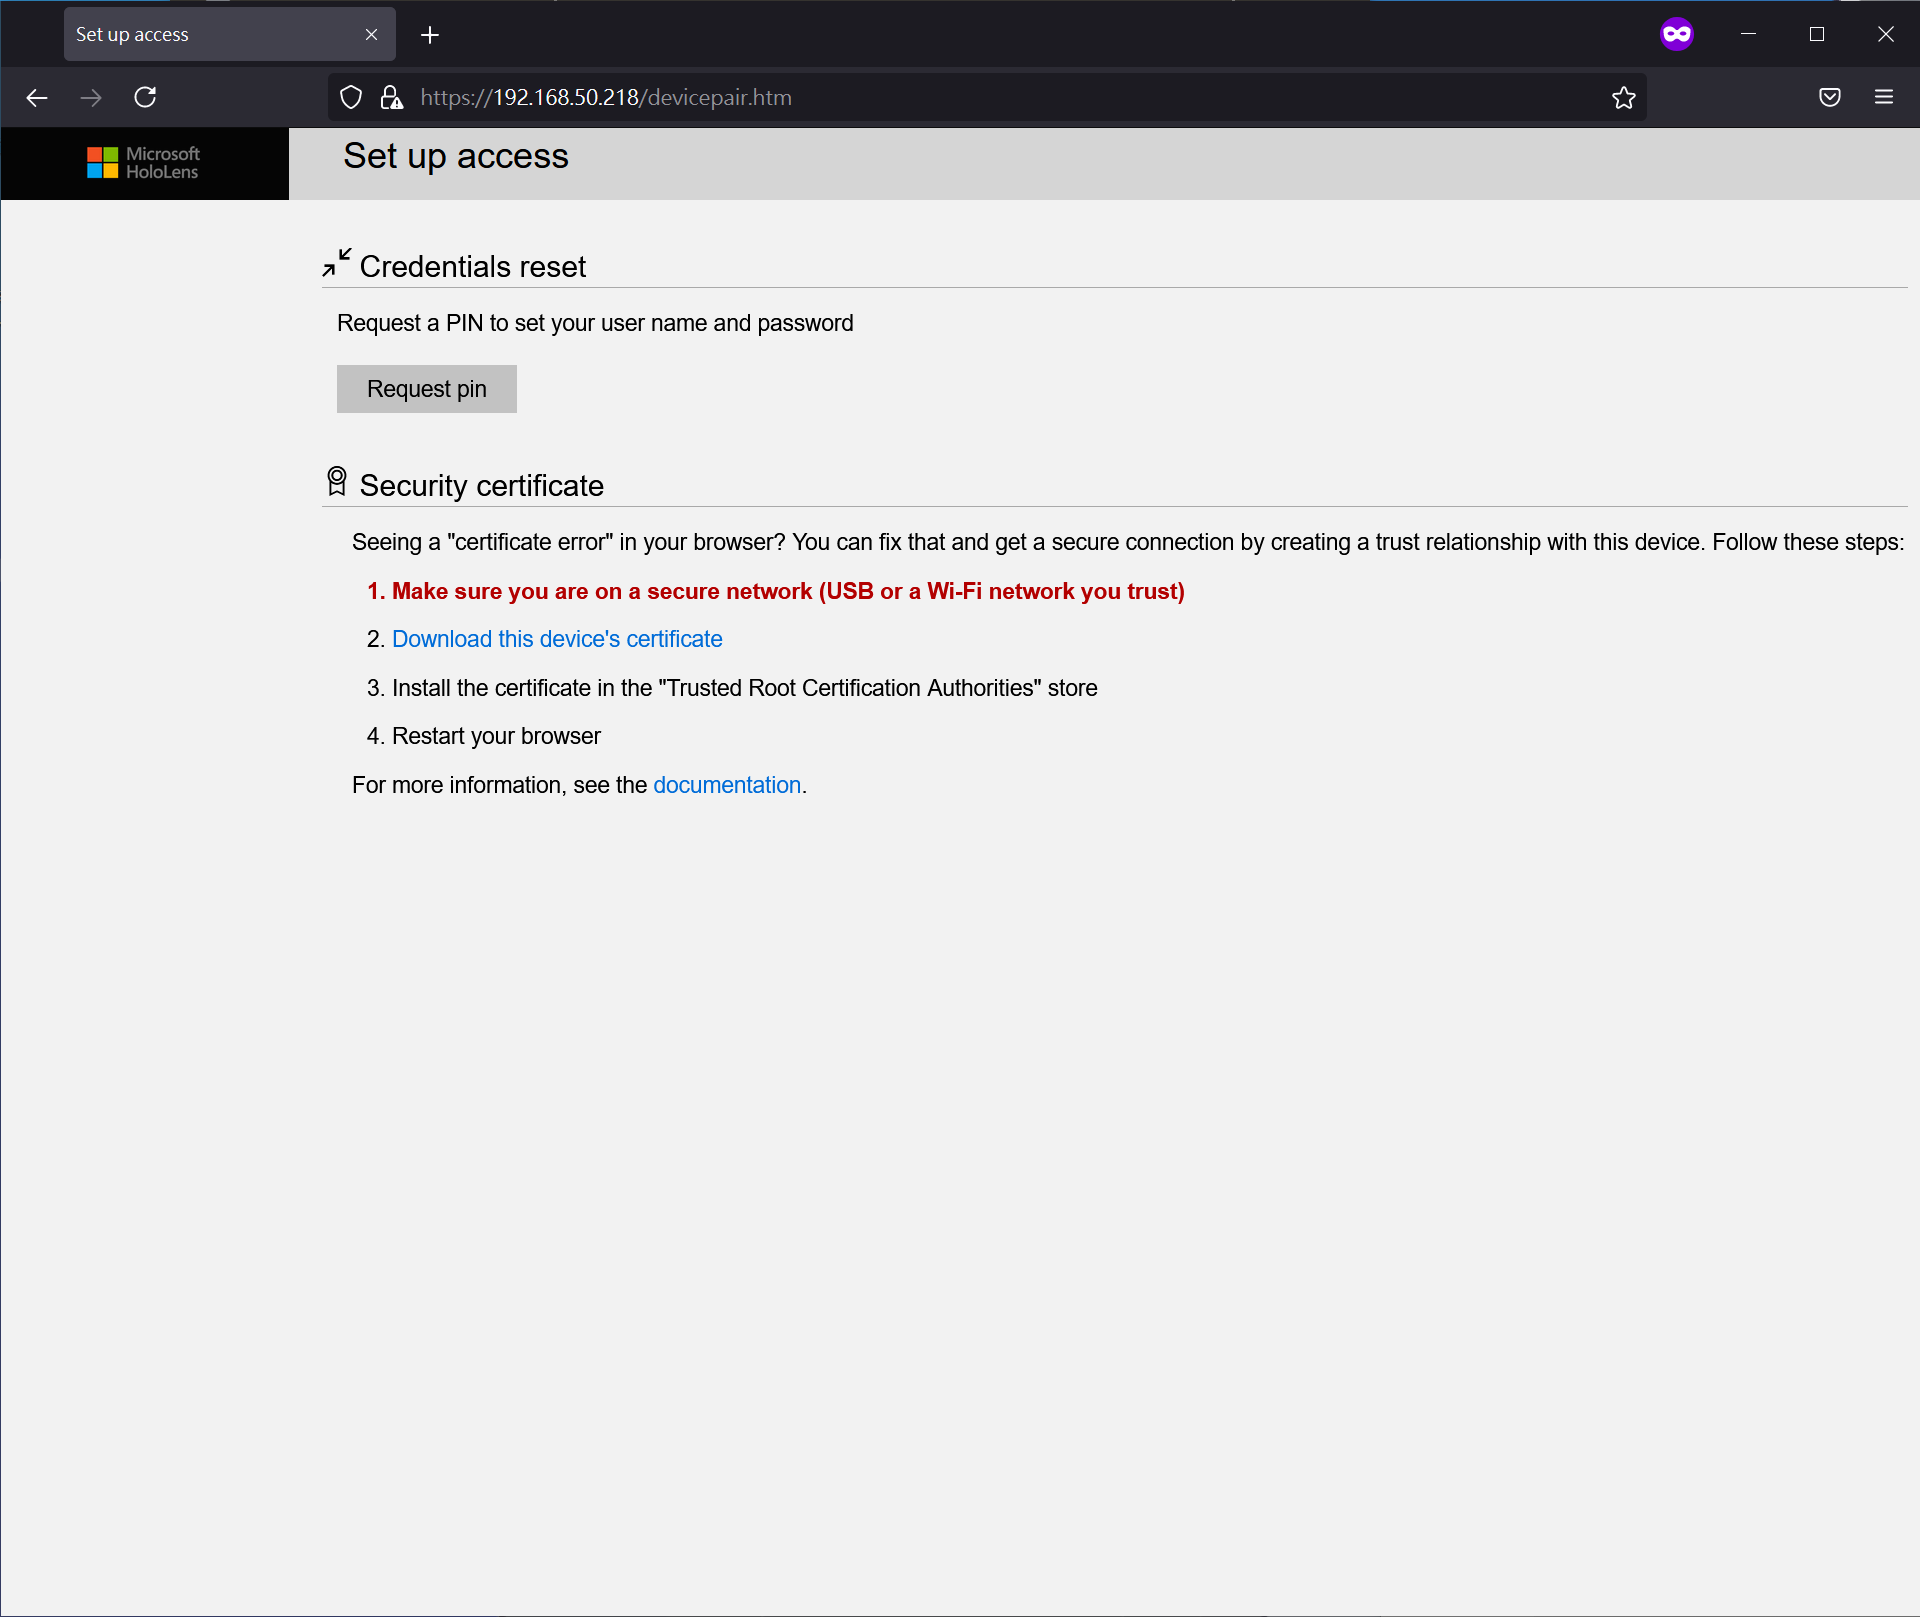 Set up access
https://192.168.50.218/devicepair.htm
Microsoft
HoloLens
Set up access
Credentials reset
Request a PIN to set your user name and password
Request pin
Security certificate
Seeing a "certificate error" in your browser? You can fix that and get a secure connection by creating a trust relationship with this device. Follow these steps:
1. Make sure you are on a secure network (USB or a Wi-Fi network you trust)
2. Download this device's certificate
3. Install the certificate in the "Trusted Root Certification Authorities" store
4. Restart your browser
For more information, see the documentation.